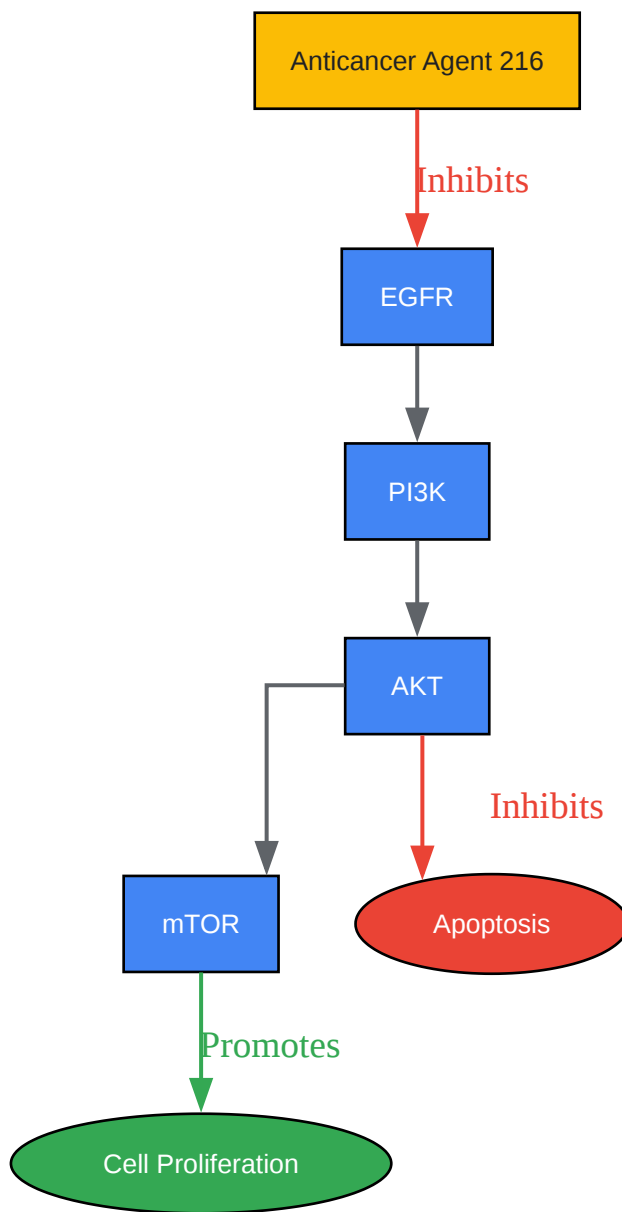 Anticancer Agent 216
Inhibits
EGFR
PI3K
AKT
Inhibits
mTOR
Apoptosis
Promotes
Cell Proliferation